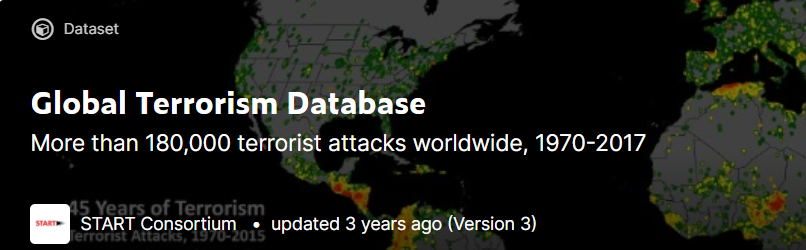 Dataset
Global Terrorism Database
More than 180,000 terrorist attacks worldwide, 1970-2017
45 Years of Terrorism
START
START Consortium • updated 3 years ago (Version 3)
Terrorist Attacks, 1970-2015